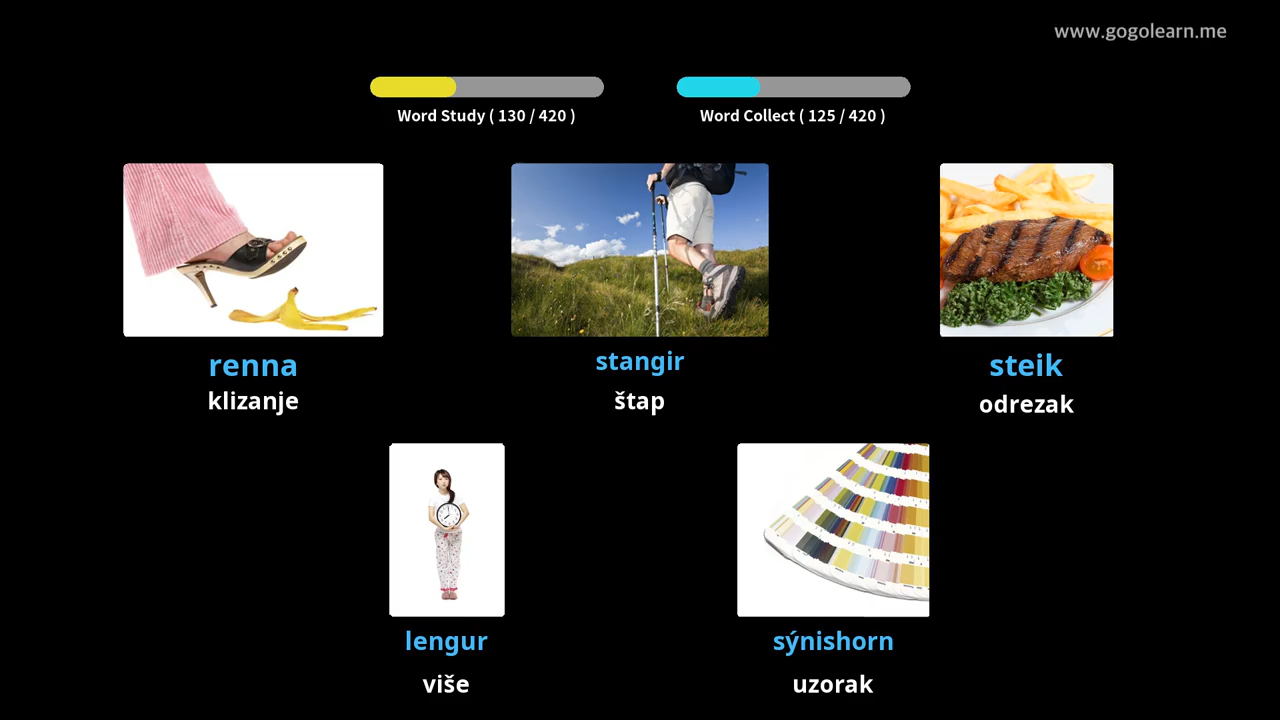 www.gogolearn.me
Word Study ( 130 / 420 )
Word Collect ( 125 / 420 )
renna
klizanje
stangir
štap
steik
odrezak
lengur
više
sýnishorn
uzorak